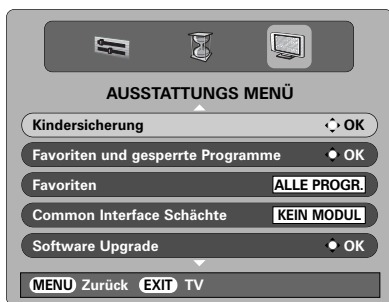 AUSSTATTUNGS MENÜ
Kindersicherung OK
Favoriten und gesperrte Programme OK
Favoriten ALLE PROGR.
Common Interface Schächte KEIN MODUL
Software Upgrade OK
MENU Zurück EXIT TV